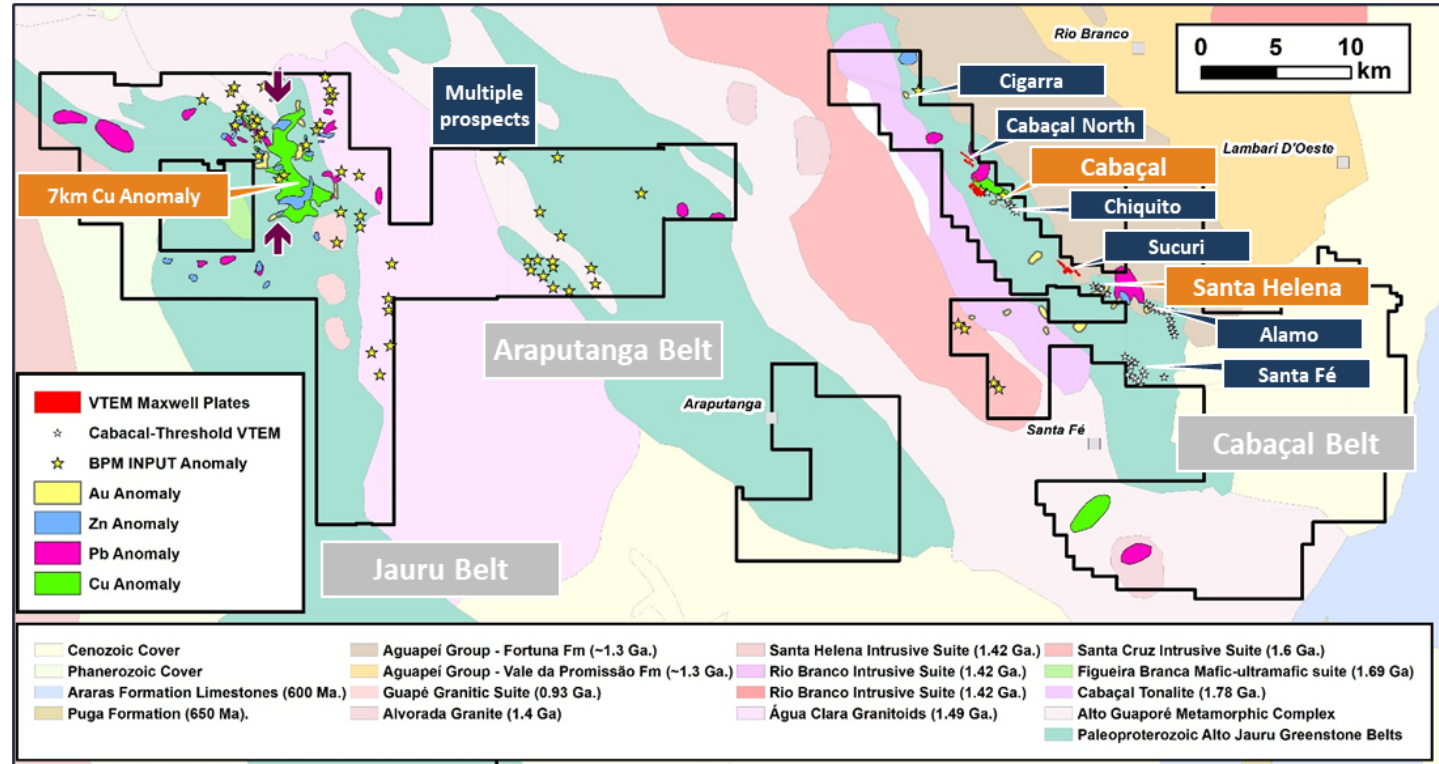 Rio Branco
0 5 10
km
Cigarra
Multiple
prospects
Cabaçal North
Lambari D'Oeste
Cabaçal
7km Cu Anomaly
Chiquito
Sucuri
Santa Helena
Alamo
Araputanga Belt
Santa Fé
Araputanga
Santa Fé
Cabaçal Belt
Jauru Belt
VTEM Maxwell Plates
Cabacal-Threshold VTEM
BPM INPUT Anomaly
Au Anomaly
Zn Anomaly
Pb Anomaly
Cu Anomaly
Cenozoic Cover
Phanerozoic Cover
Araras Formation Limestones (600 Ma.)
Puga Formation (650 Ma).
Aguapeí Group - Fortuna Fm (~1.3 Ga.)
Aguapeí Group - Vale da Promissão Fm (~1.3 Ga.)
Guapé Granitic Suite (0.93 Ga.)
Alvorada Granite (1.4 Ga)
Santa Helena Intrusive Suite (1.42 Ga.)
Rio Branco Intrusive Suite (1.42 Ga.)
Rio Branco Intrusive Suite (1.42 Ga.)
Água Clara Granitoids (1.49 Ga.)
Santa Cruz Intrusive Suite (1.6 Ga.)
Figueira Branca Mafic-ultramafic suite (1.69 Ga)
Cabaçal Tonalite (1.78 Ga.)
Alto Guaporé Metamorphic Complex
Paleoproterozoic Alto Jauru Greenstone Belts